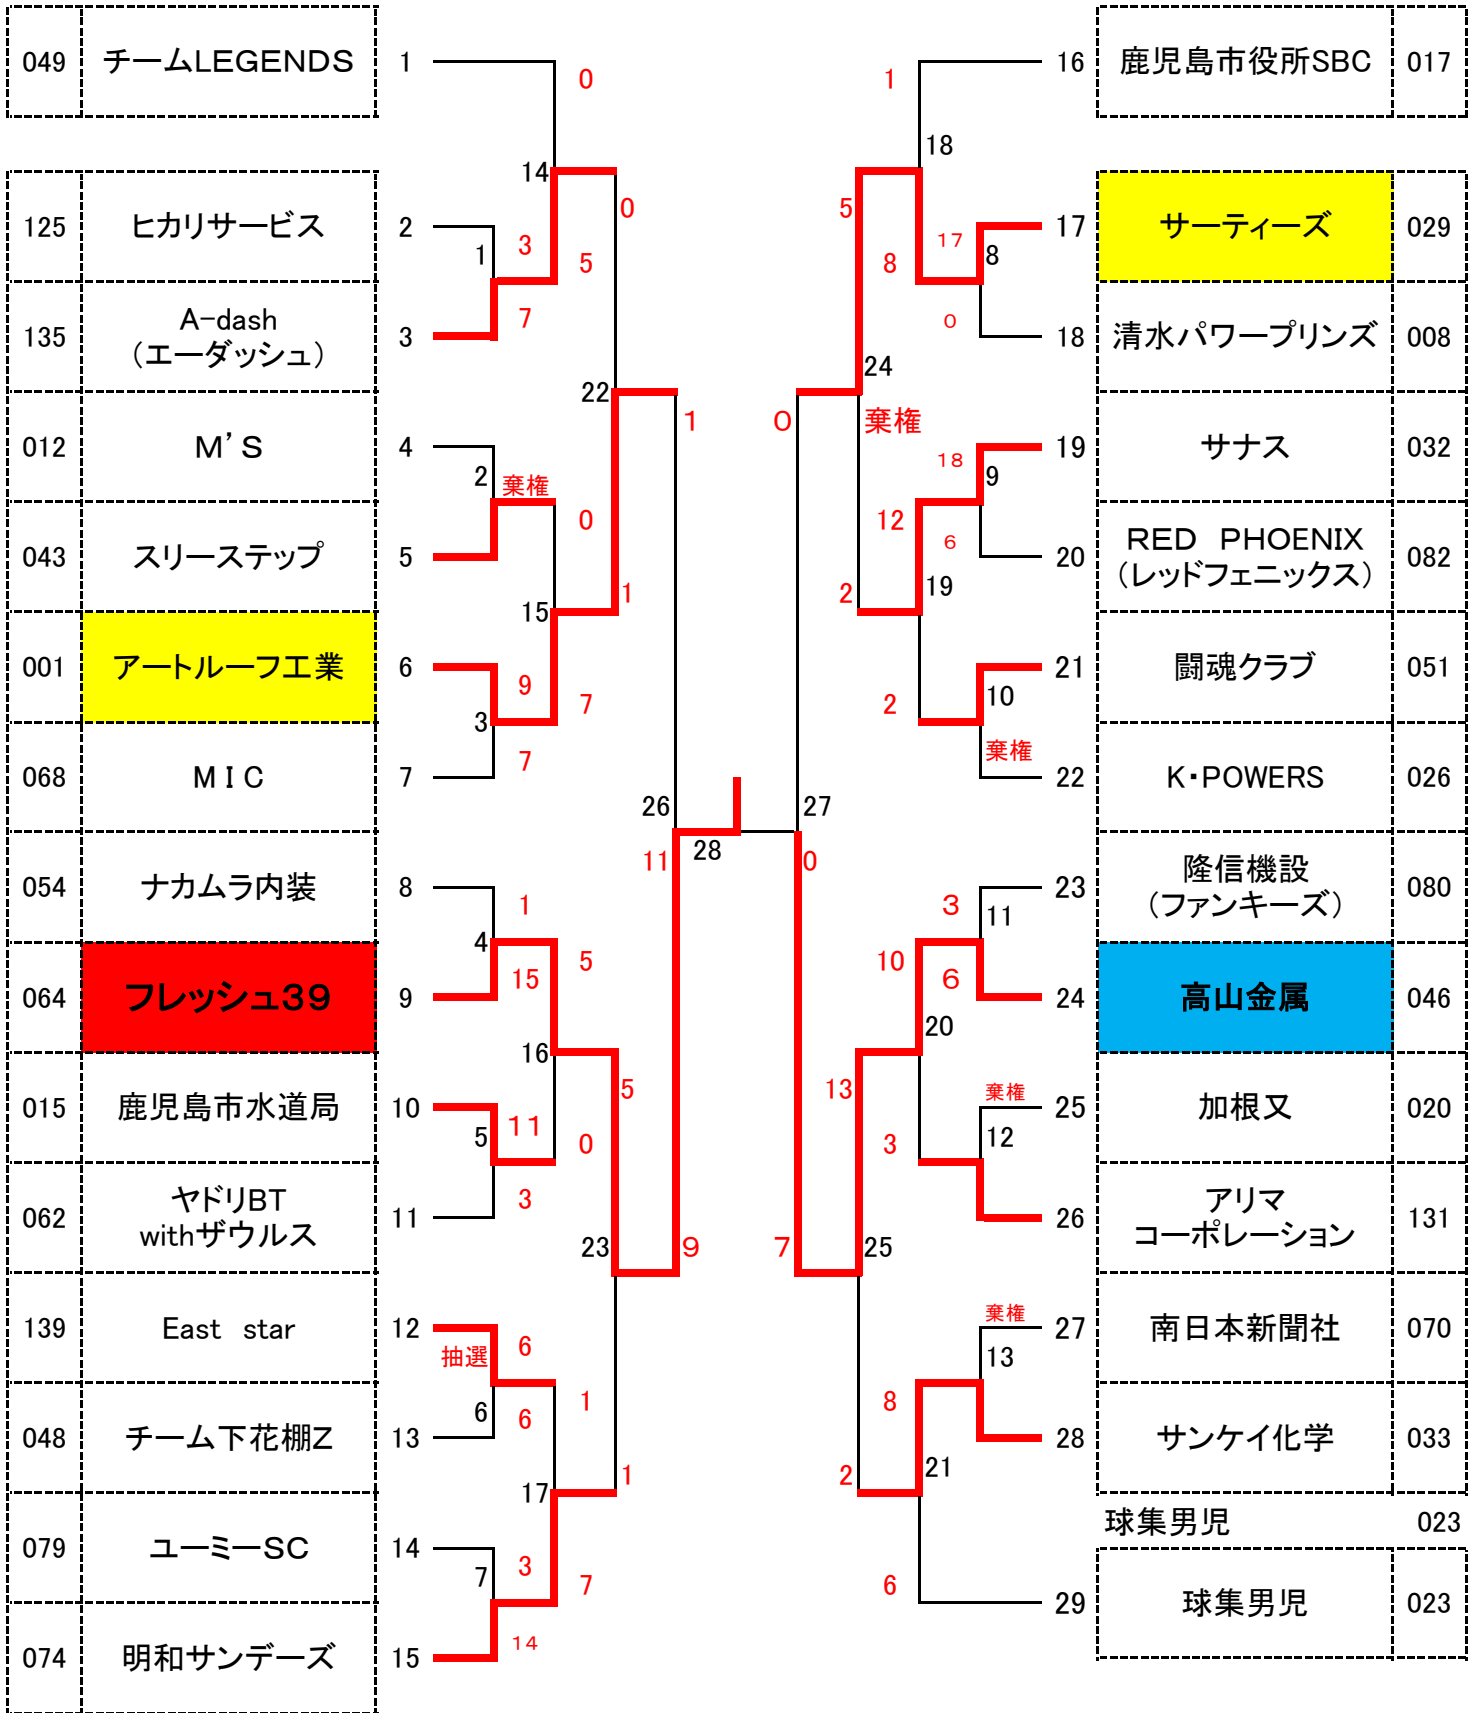 049 チームLEGENDS 1
0
125 ヒカリサービス 2
135 A-dash
（エーダッシュ） 3
1
3
7
14
5
0
012 M’S 4
043 スリーステップ 5
2
棄権
0
22
1
001 アートルーフ工業 6
068 MIC 7
3
9
7
15
7
1
26
11
28
054 ナカムラ内装 8
064 フレッシュ39 9
4
1
15
5
16
015 鹿児島市水道局 10
062 ヤドリBT
withザウルス 11
5
11
3
0
5
23
9
139 East star 12
048 チーム下花棚Z 13
抽選
6
6
6
1
17
1
079 ユーミーSC 14
074 明和サンデーズ 15
7
3
14
7
16 鹿児島市役所SBC 017
1
18
17 サーティーズ 029
18 清水パワープリンズ 008
5
8
17
8
0
24
0
棄権
19 サナス 032
20 RED PHOENIX
（レッドフェニックス） 082
18
9
6
12
2
19
21 闘魂クラブ 051
22 K・POWERS 026
10
棄権
2
27
0
23 隆信機設
（ファンキーズ） 080
24 高山金属 046
3
11
6
10
20
13
25 加根又 020
26 アリマ
コーポレーション 131
棄権
12
3
7
25
27 南日本新聞社 070
28 サンケイ化学 033
棄権
13
8
21
2
球集男児 023
29 球集男児 023
6